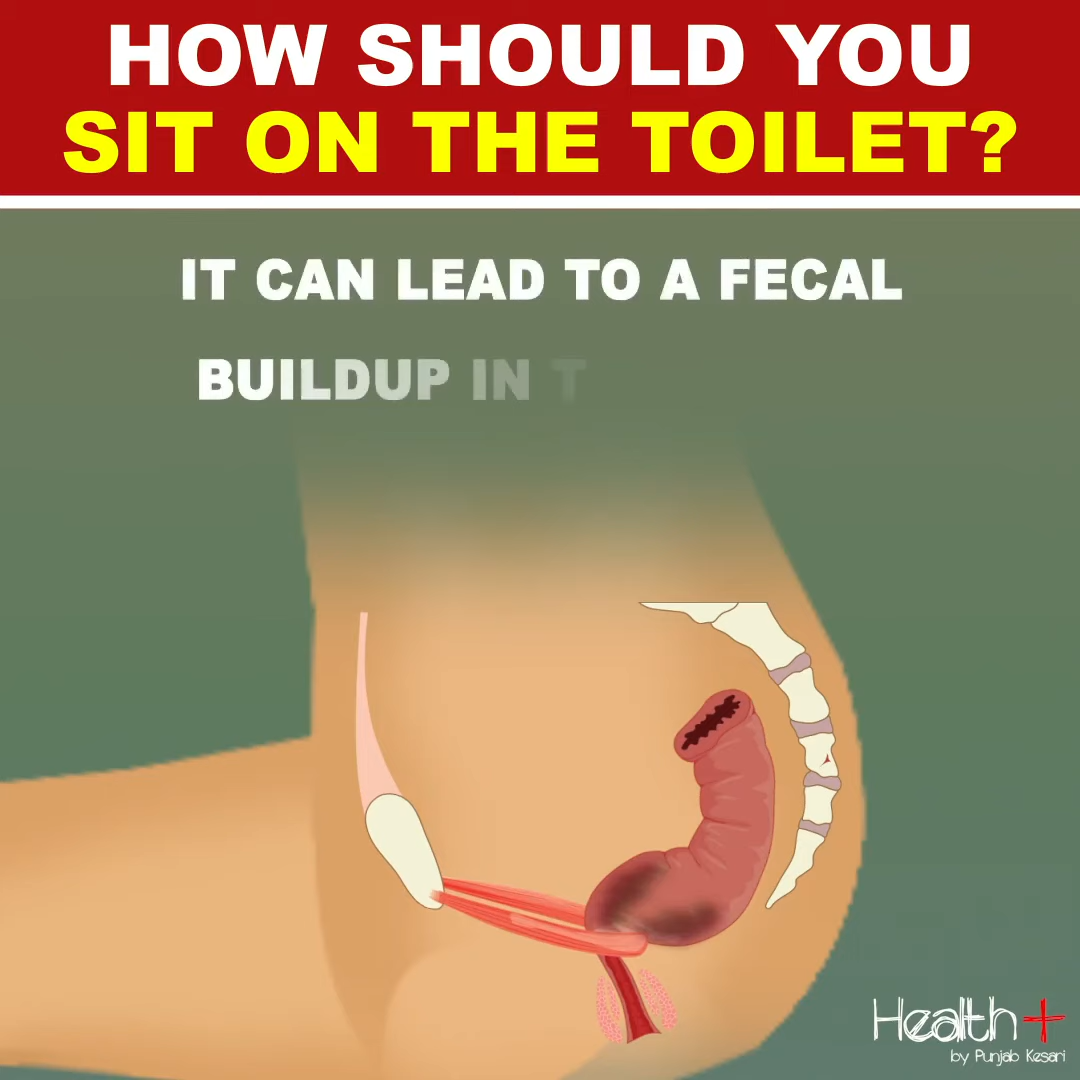 HOW SHOULD YOU
SIT ON THE TOILET?
IT CAN LEAD TO A FECAL
BUILDUP IN T
Health+
by Punjab Kesari